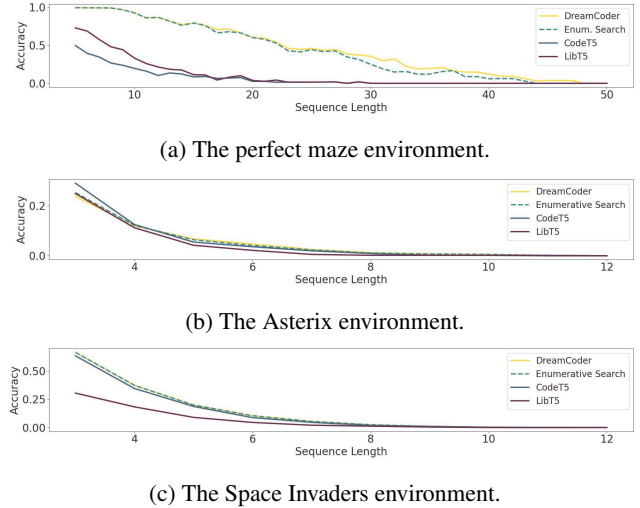 1.0
0.5
0.0
Accuracy
DreamCoder
Enum. Search
CodeT5
LibT5
10 20 30 40 50
Sequence Length
(a) The perfect maze environment.
0.2
0.0
Accuracy
DreamCoder
Enumerative Search
CodeT5
LibT5
4 6 8 10 12
Sequence Length
(b) The Asterix environment.
0.50
0.25
0.00
Accuracy
DreamCoder
Enumerative Search
CodeT5
LibT5
4 6 8 10 12
Sequence Length
(c) The Space Invaders environment.